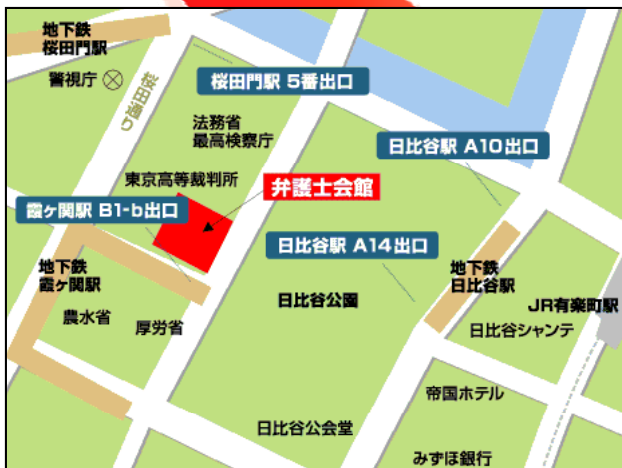 地下鉄
桜田門駅
警視庁
桜田通り
桜田門駅 5番出口
法務省
最高検察庁
日比谷駅 A10出口
東京高等裁判所
弁護士会館
霞ヶ関駅 B1-b出口
日比谷駅 A14出口
地下鉄
霞ヶ関駅
地下鉄
日比谷駅
日比谷公園
JR有楽町駅
農水省
厚労省
日比谷シャンテ
帝国ホテル
日比谷公会堂
みずほ銀行